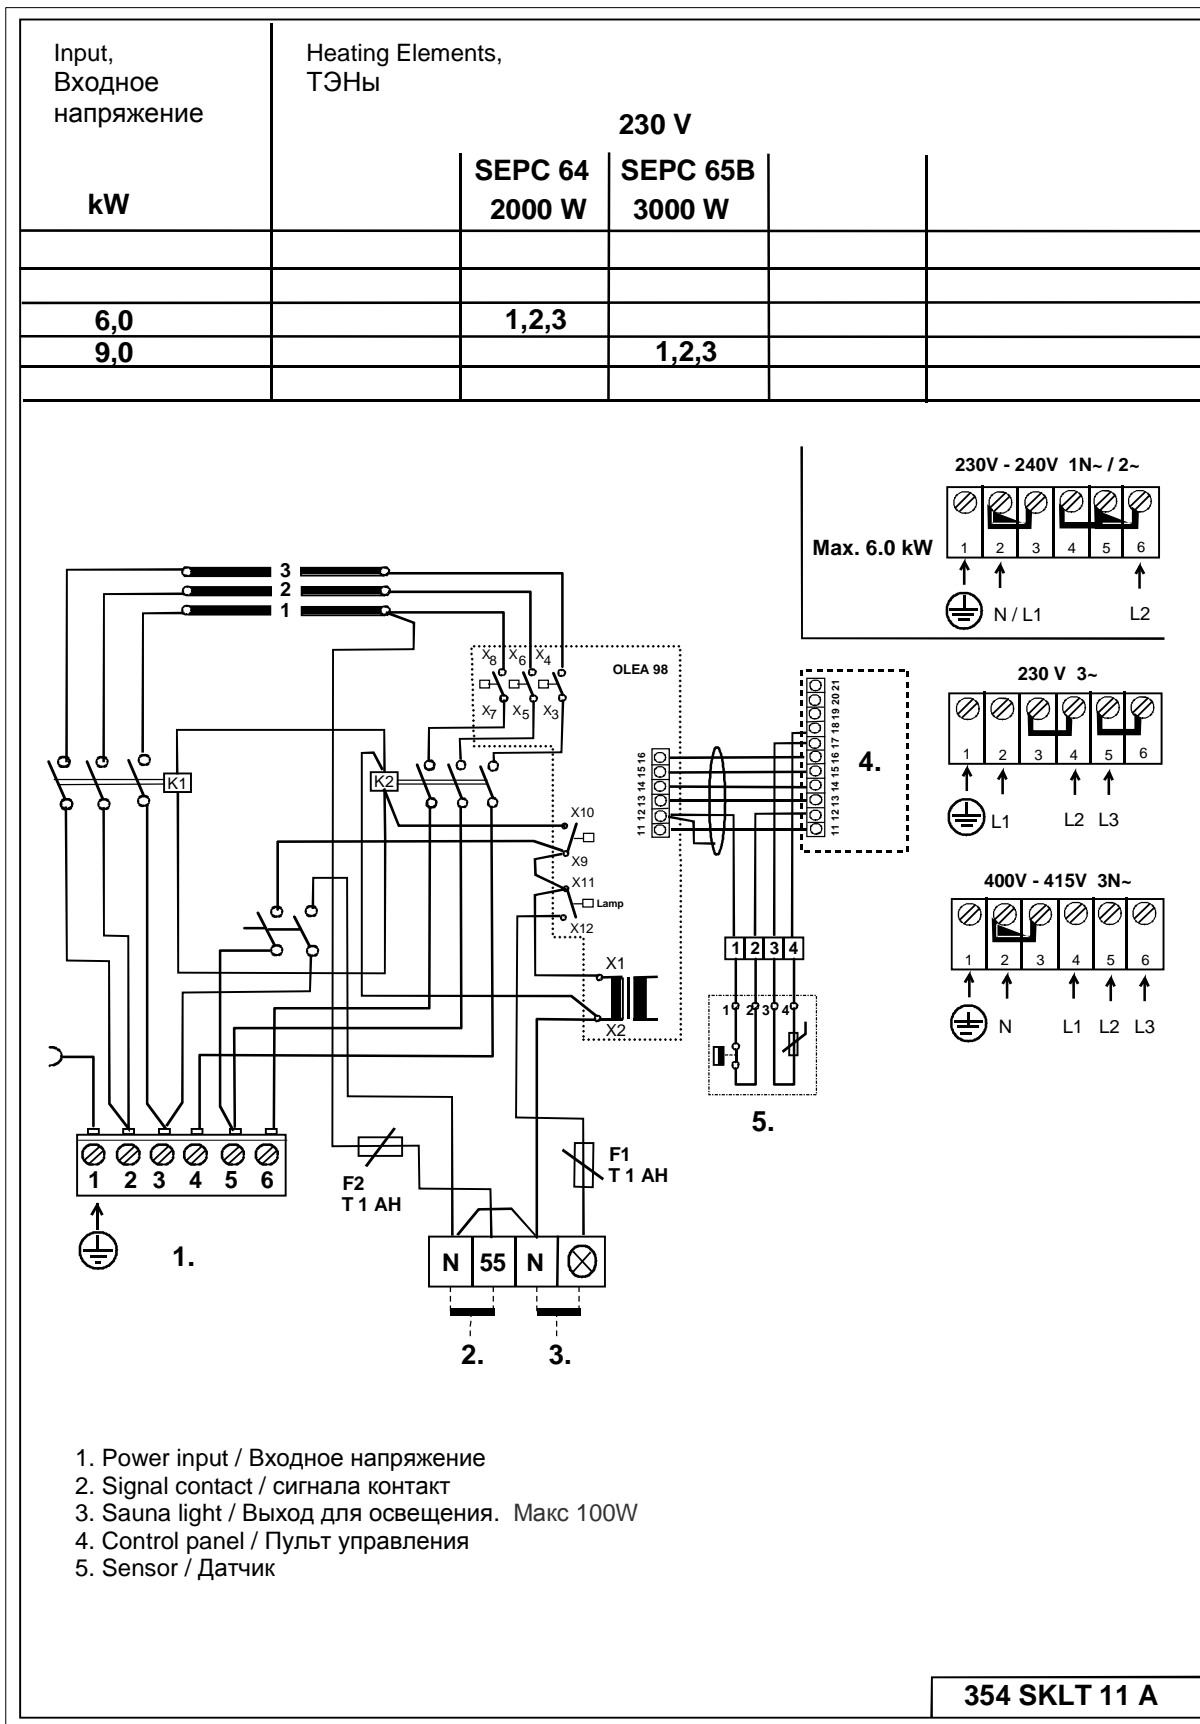 Input,
Входное
напряжение
kW
Heating Elements,
ТЭНы
230 V
SEPC 64
2000 W
SEPC 65B
3000 W
6,0 1,2,3
9,0 1,2,3
230V - 240V 1N~ / 2~
Max. 6.0 kW
1 2 3 4 5 6
N / L1 L2
230 V 3~
1 2 3 4 5 6
L1 L2 L3
400V - 415V 3N~
1 2 3 4 5 6
N L1 L2 L3
3
2
1
X8 X6 X4
OLEA 98
X7 X5 X3
K1
K2
X10
X9
X11
Lamp
X12
X1
X2
11 12 13 14 15 16
11 12 13 14 15 16 17 18 19 20 21
4.
1 2 3 4
1 2 3 4
5.
1 2 3 4 5 6
1.
F2
T 1 AH
F1
T 1 AH
N 55 N
2. 3.
1. Power input / Входное напряжение
2. Signal contact / сигнала контакт
3. Sauna light / Выход для освещения. Макс 100W
4. Control panel / Пульт управления
5. Sensor / Датчик
354 SKLT 11 A